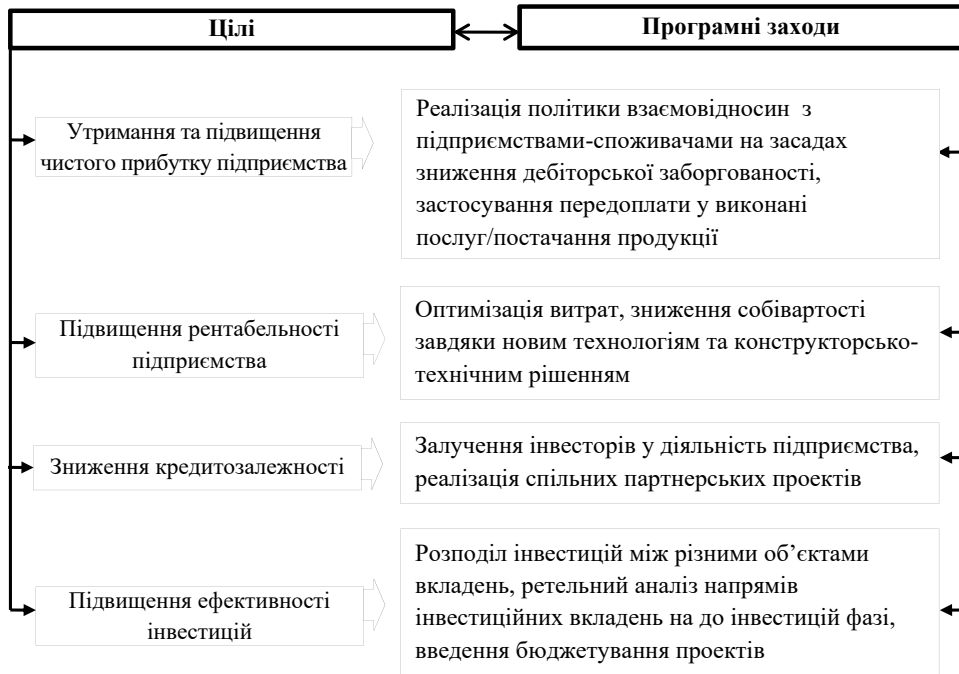 Цілі
Програмні заходи
Утримання та підвищення
чистого прибутку підприємства
Реалізація політики взаємовідносин з
підприємствами-споживачами на засадах
зниження дебіторської заборгованості,
застосування передоплати у виконані
послуг/постачання продукції
Підвищення рентабельності
підприємства
Оптимізація витрат, зниження собівартості
завдяки новим технологіям та конструкторсько-
технічним рішенням
Зниження кредитозалежності
Залучення інвесторів у діяльність підприємства,
реалізація спільних партнерських проектів
Підвищення ефективності
інвестицій
Розподіл інвестицій між різними об’єктами
вкладень, ретельний аналіз напрямів
інвестиційних вкладень на до інвестицій фазі,
введення бюджетування проектів